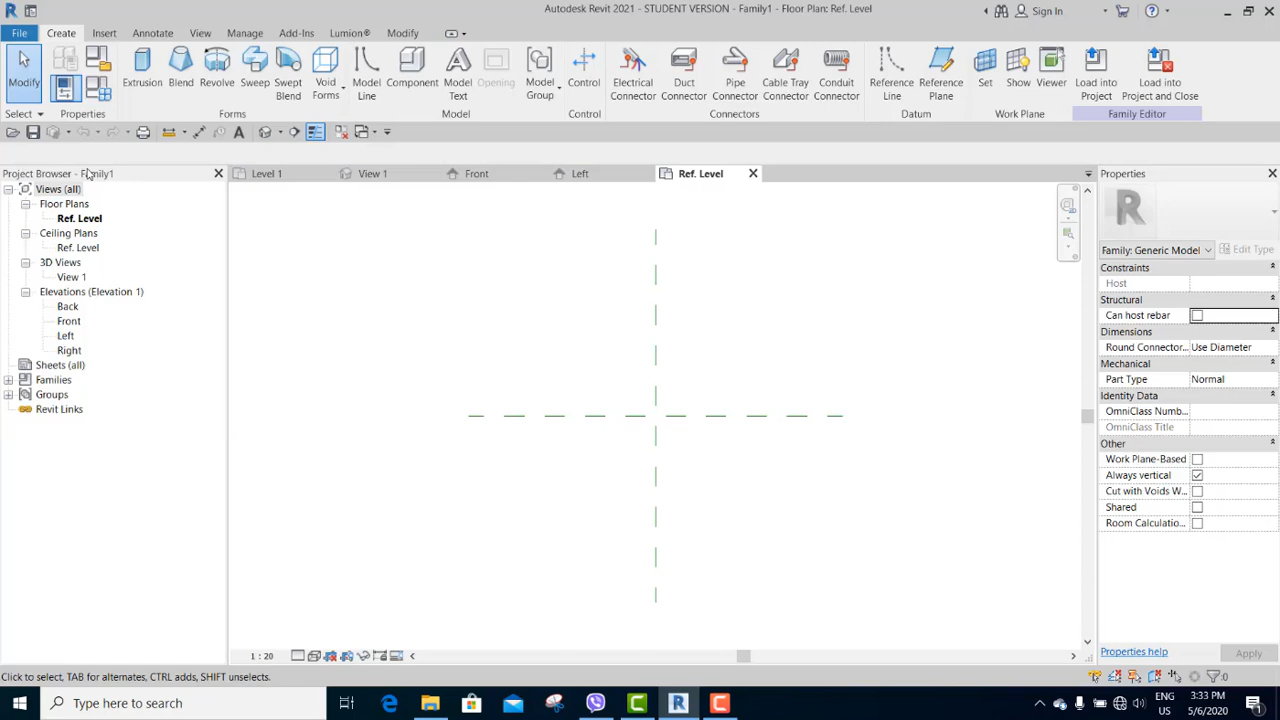 Autodesk Revit 2021 - STUDENT VERSION - Family1 - Floor Plan: Ref. Level
Sign In
File Create Insert Annotate View Manage Add-Ins Lumion® Modify
Modify
Extrusion Blend Revolve Sweep Swept Blend Void Forms
Model Line Component Model Text Opening Model Group
Control
Electrical Connector Duct Connector Pipe Connector Cable Tray Connector Conduit Connector
Reference Line Reference Plane
Set Show Viewer
Load into Project Load into Project and Close
Select Properties Forms Model Control Connectors Datum Work Plane Family Editor
Project Browser - Family1
Level 1 View 1 Front Left Ref. Level
Views (all)
Floor Plans
Ref. Level
Ceiling Plans
Ref. Level
3D Views
View 1
Elevations (Elevation 1)
Back
Front
Left
Right
Sheets (all)
Families
Groups
Revit Links
Properties
Family: Generic Model Edit Type
Constraints
Host
Structural
Can host rebar
Dimensions
Round Connector... Use Diameter
Mechanical
Part Type Normal
Identity Data
OmniClass Numb...
OmniClass Title
Other
Work Plane-Based
Always vertical
Cut with Voids W...
Shared
Room Calculatio...
Properties help Apply
1 : 20
Click to select, TAB for alternates, CTRL adds, SHIFT unselects.
:0
Type here to search
ENG
US
3:33 PM
5/6/2020